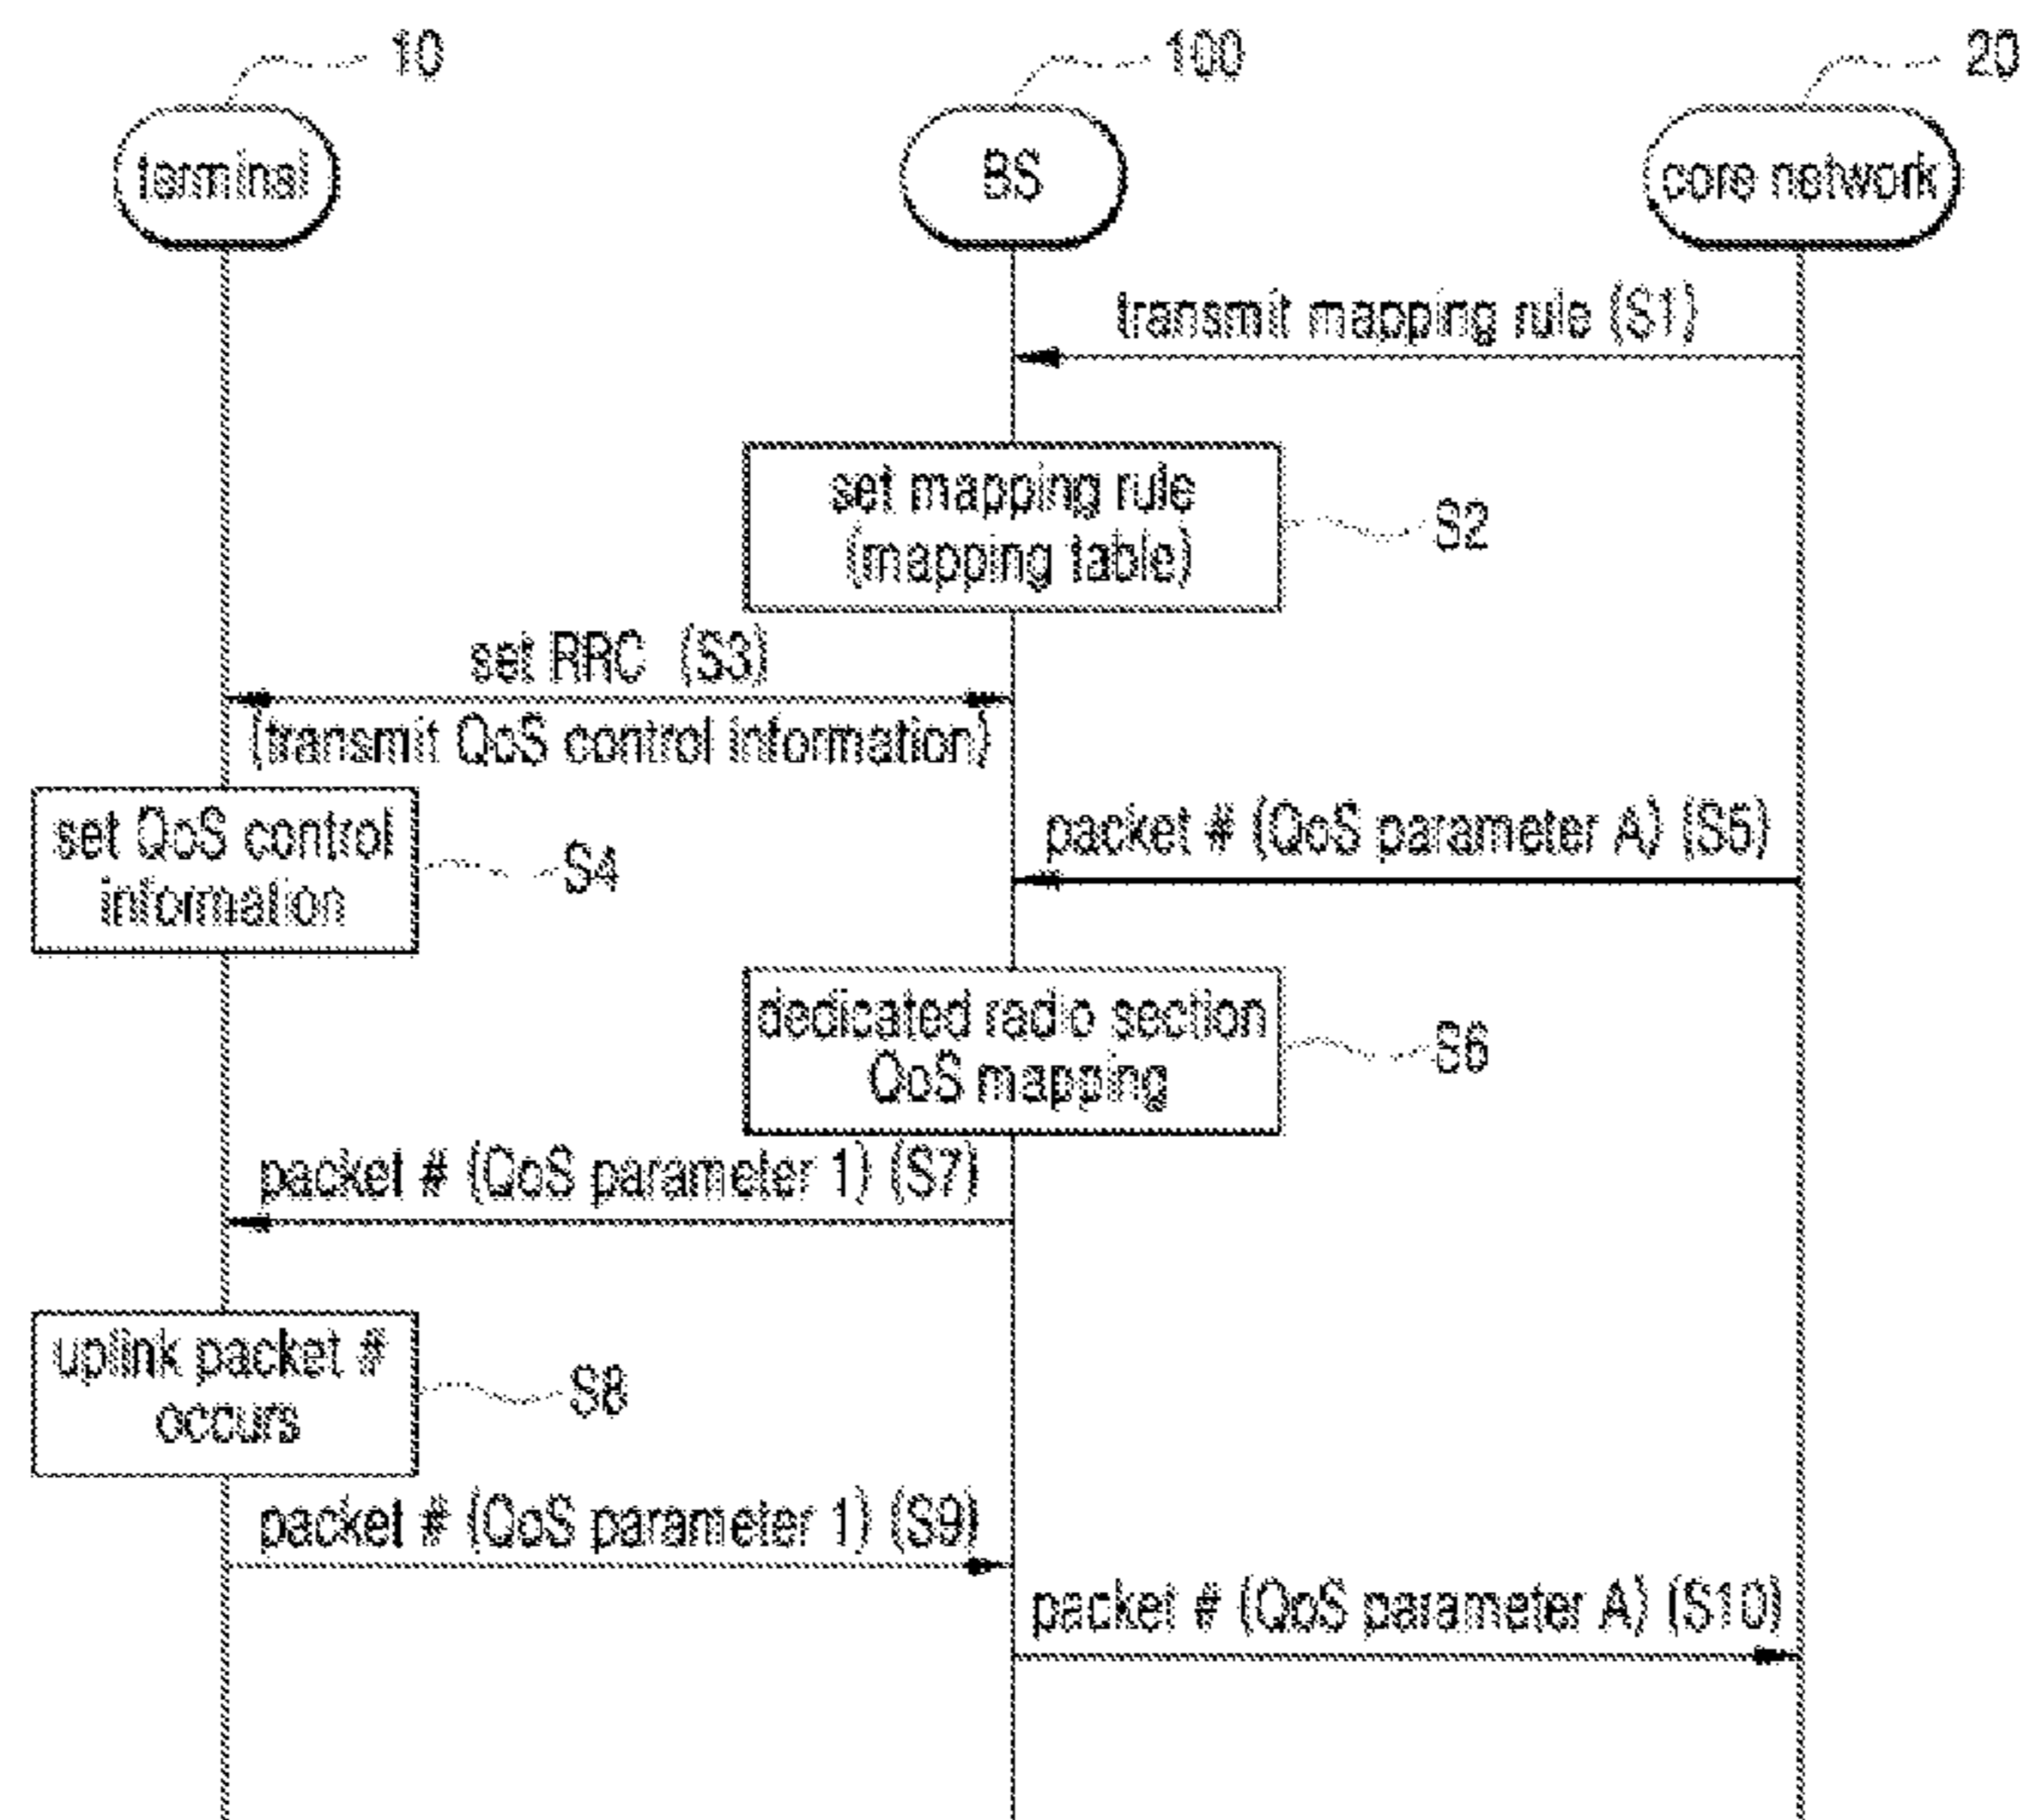 10
100
20
terminal
BS
core network
transmit mapping rule (S1)
set mapping rule
(mapping table)
S2
set RRC (S3)
(transmit QoS control information)
set QoS control
information
S4
packet # (QoS parameter A) (S5)
dedicated radio section
QoS mapping
S6
packet # (QoS parameter 1) (S7)
uplink packet #
occurs
S8
packet # (QoS parameter 1) (S9)
packet # (QoS parameter A) (S10)